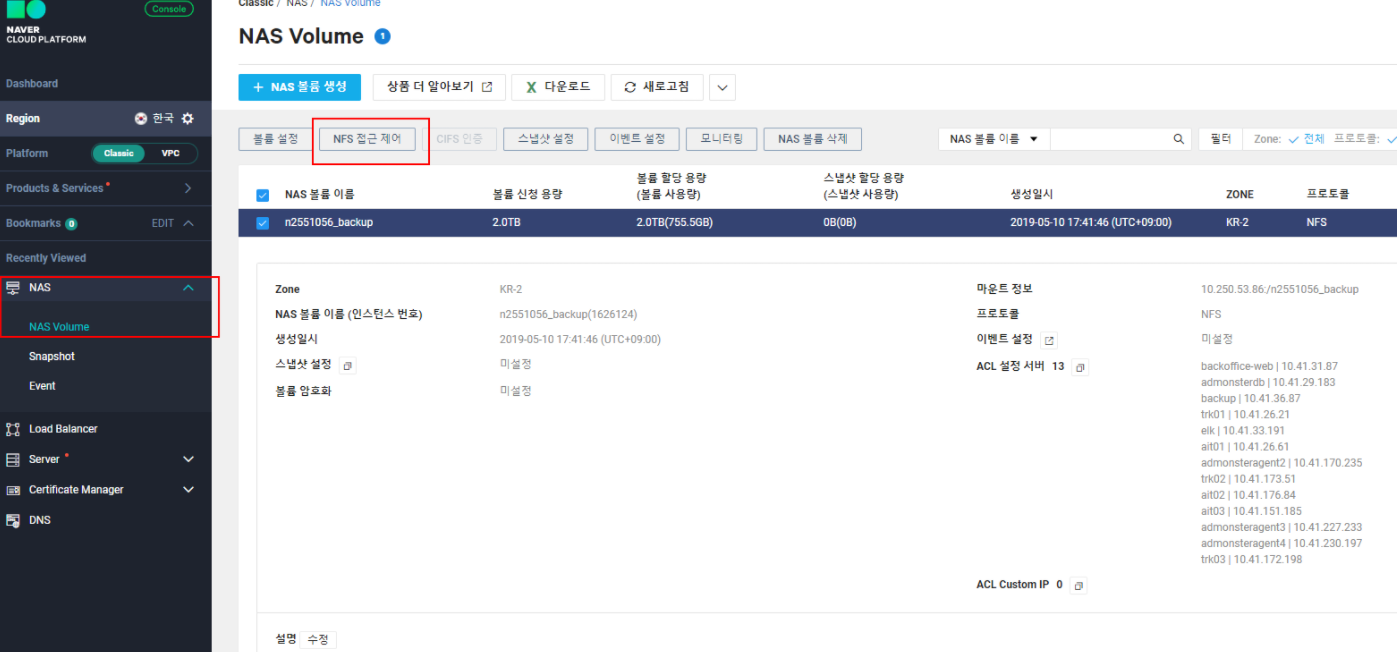 Classic / NAS / NAS Volume
Console
NAVER
CLOUD PLATFORM
NAS Volume 1
Dashboard
+ NAS 볼륨 생성 상품 더 알아보기 다운로드 새로고침
Region 한국
볼륨 설정 NFS 접근 제어 CIFS 인증 스냅샷 설정 이벤트 설정 모니터링 NAS 볼륨 삭제 NAS 볼륨 이름 필터 Zone: 전체 프로토콜:
Platform Classic VPC
Products & Services
Bookmarks 0 EDIT
Recently Viewed
NAS
NAS Volume
Snapshot
Event
Load Balancer
Server
Certificate Manager
DNS
NAS 볼륨 이름 볼륨 신청 용량 볼륨 할당 용량 스냅샷 할당 용량 생성일시 ZONE 프로토콜
(볼륨 사용량) (스냅샷 사용량)
n2551056_backup 2.0TB 2.0TB(755.5GB) 0B(0B) 2019-05-10 17:41:46 (UTC+09:00) KR-2 NFS
Zone KR-2
NAS 볼륨 이름 (인스턴스 번호) n2551056_backup(1626124)
생성일시 2019-05-10 17:41:46 (UTC+09:00)
스냅샷 설정 미설정
볼륨 암호화 미설정
마운트 정보 10.250.53.86:/n2551056_backup
프로토콜 NFS
이벤트 설정 미설정
ACL 설정 서버 13 backoffice-web | 10.41.31.87
admonsterdb | 10.41.29.183
backup | 10.41.36.87
trk01 | 10.41.26.21
elk | 10.41.33.191
ait01 | 10.41.26.61
admonsteragent2 | 10.41.170.235
trk02 | 10.41.173.51
ait02 | 10.41.176.84
ait03 | 10.41.151.185
admonsteragent3 | 10.41.227.233
admonsteragent4 | 10.41.230.197
trk03 | 10.41.172.198
ACL Custom IP 0
설명 수정